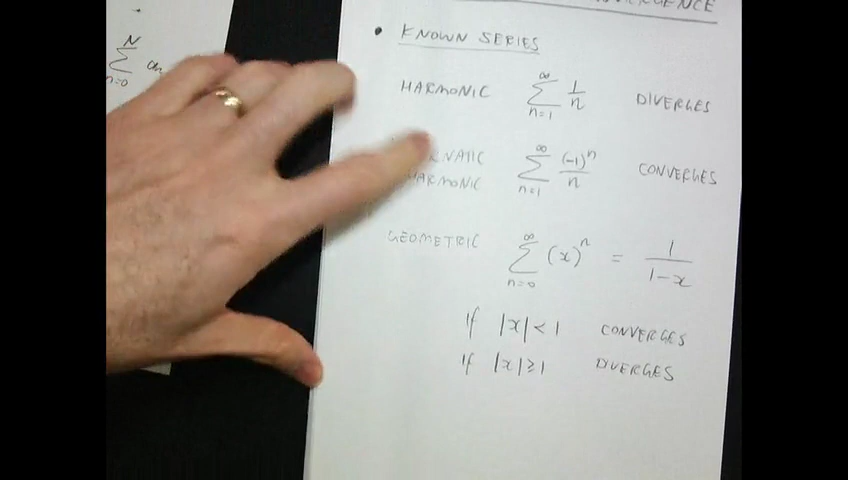 • KNOWN SERIES
HARMONIC ∑_{n=1}^{∞} 1/n DIVERGES
HARMONIC ∑_{n=1}^{∞} (-1)^n/n CONVERGES
GEOMETRIC ∑_{n=0}^{∞} (x)^n = 1/(1-x)
If |x| < 1 CONVERGES
If |x| ≥ 1 DIVERGES
∑_{n=0}^{N}